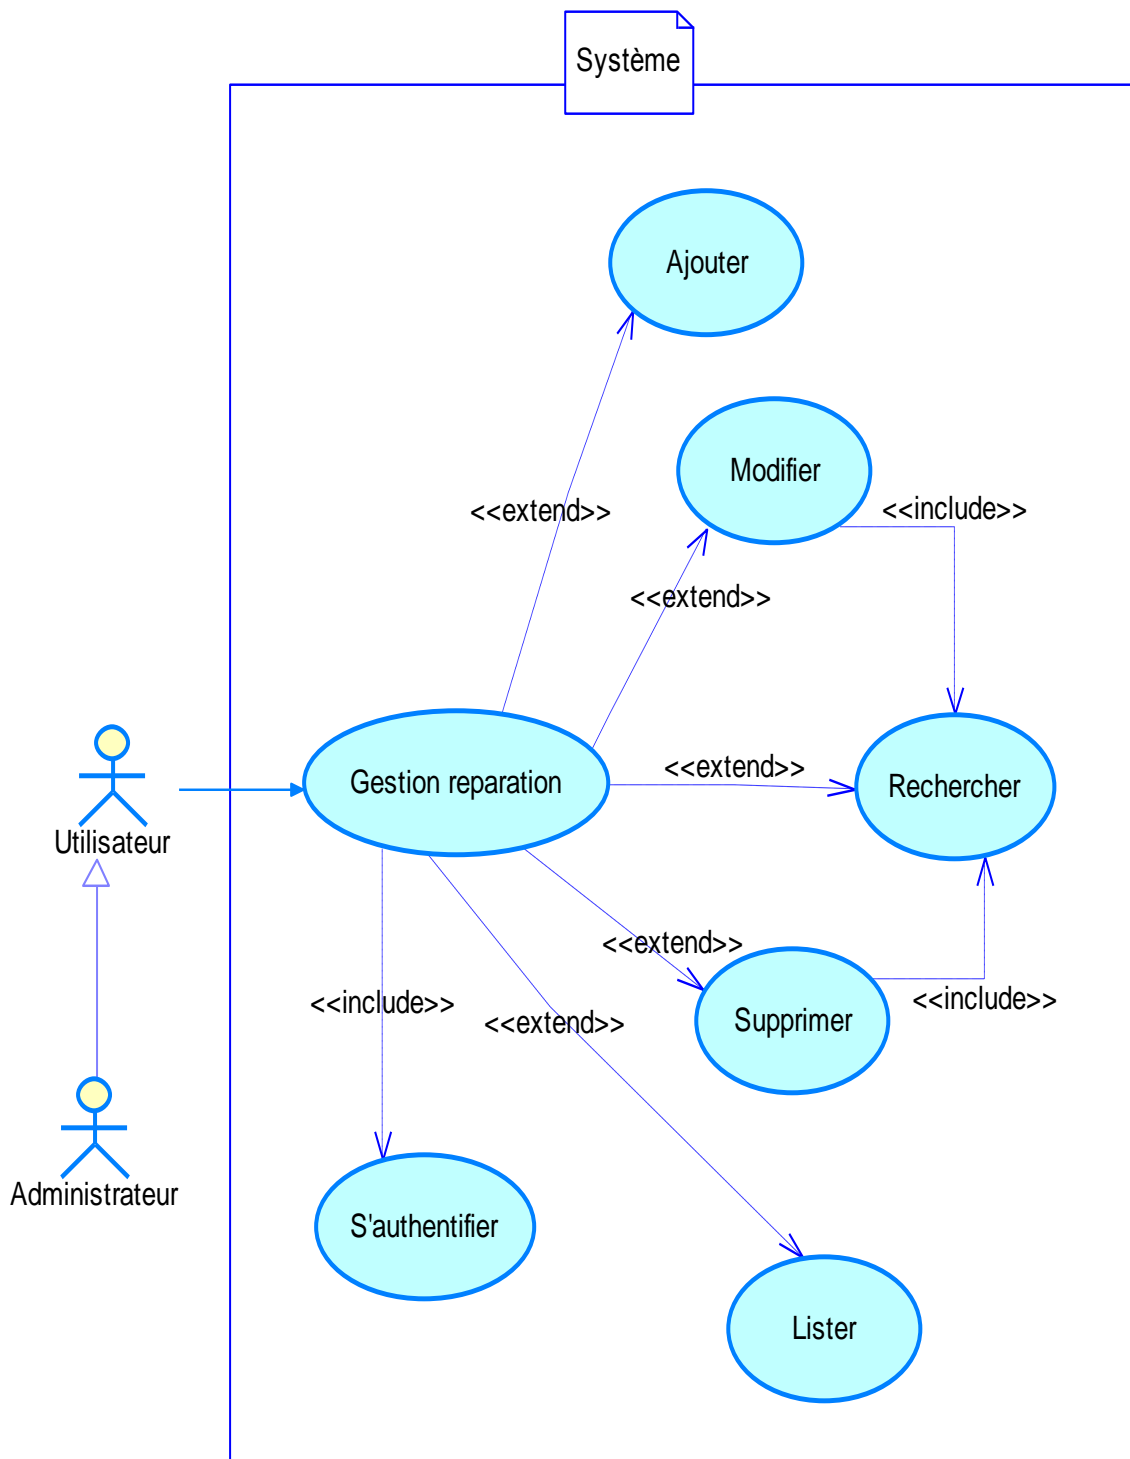 Système
Ajouter
Modifier
<<extend>>
<<include>>
<<extend>>
Gestion reparation
<<extend>>
Rechercher
Utilisateur
<<extend>>
<<include>>
<<extend>>
<<include>>
Supprimer
Administrateur
S'authentifier
Lister